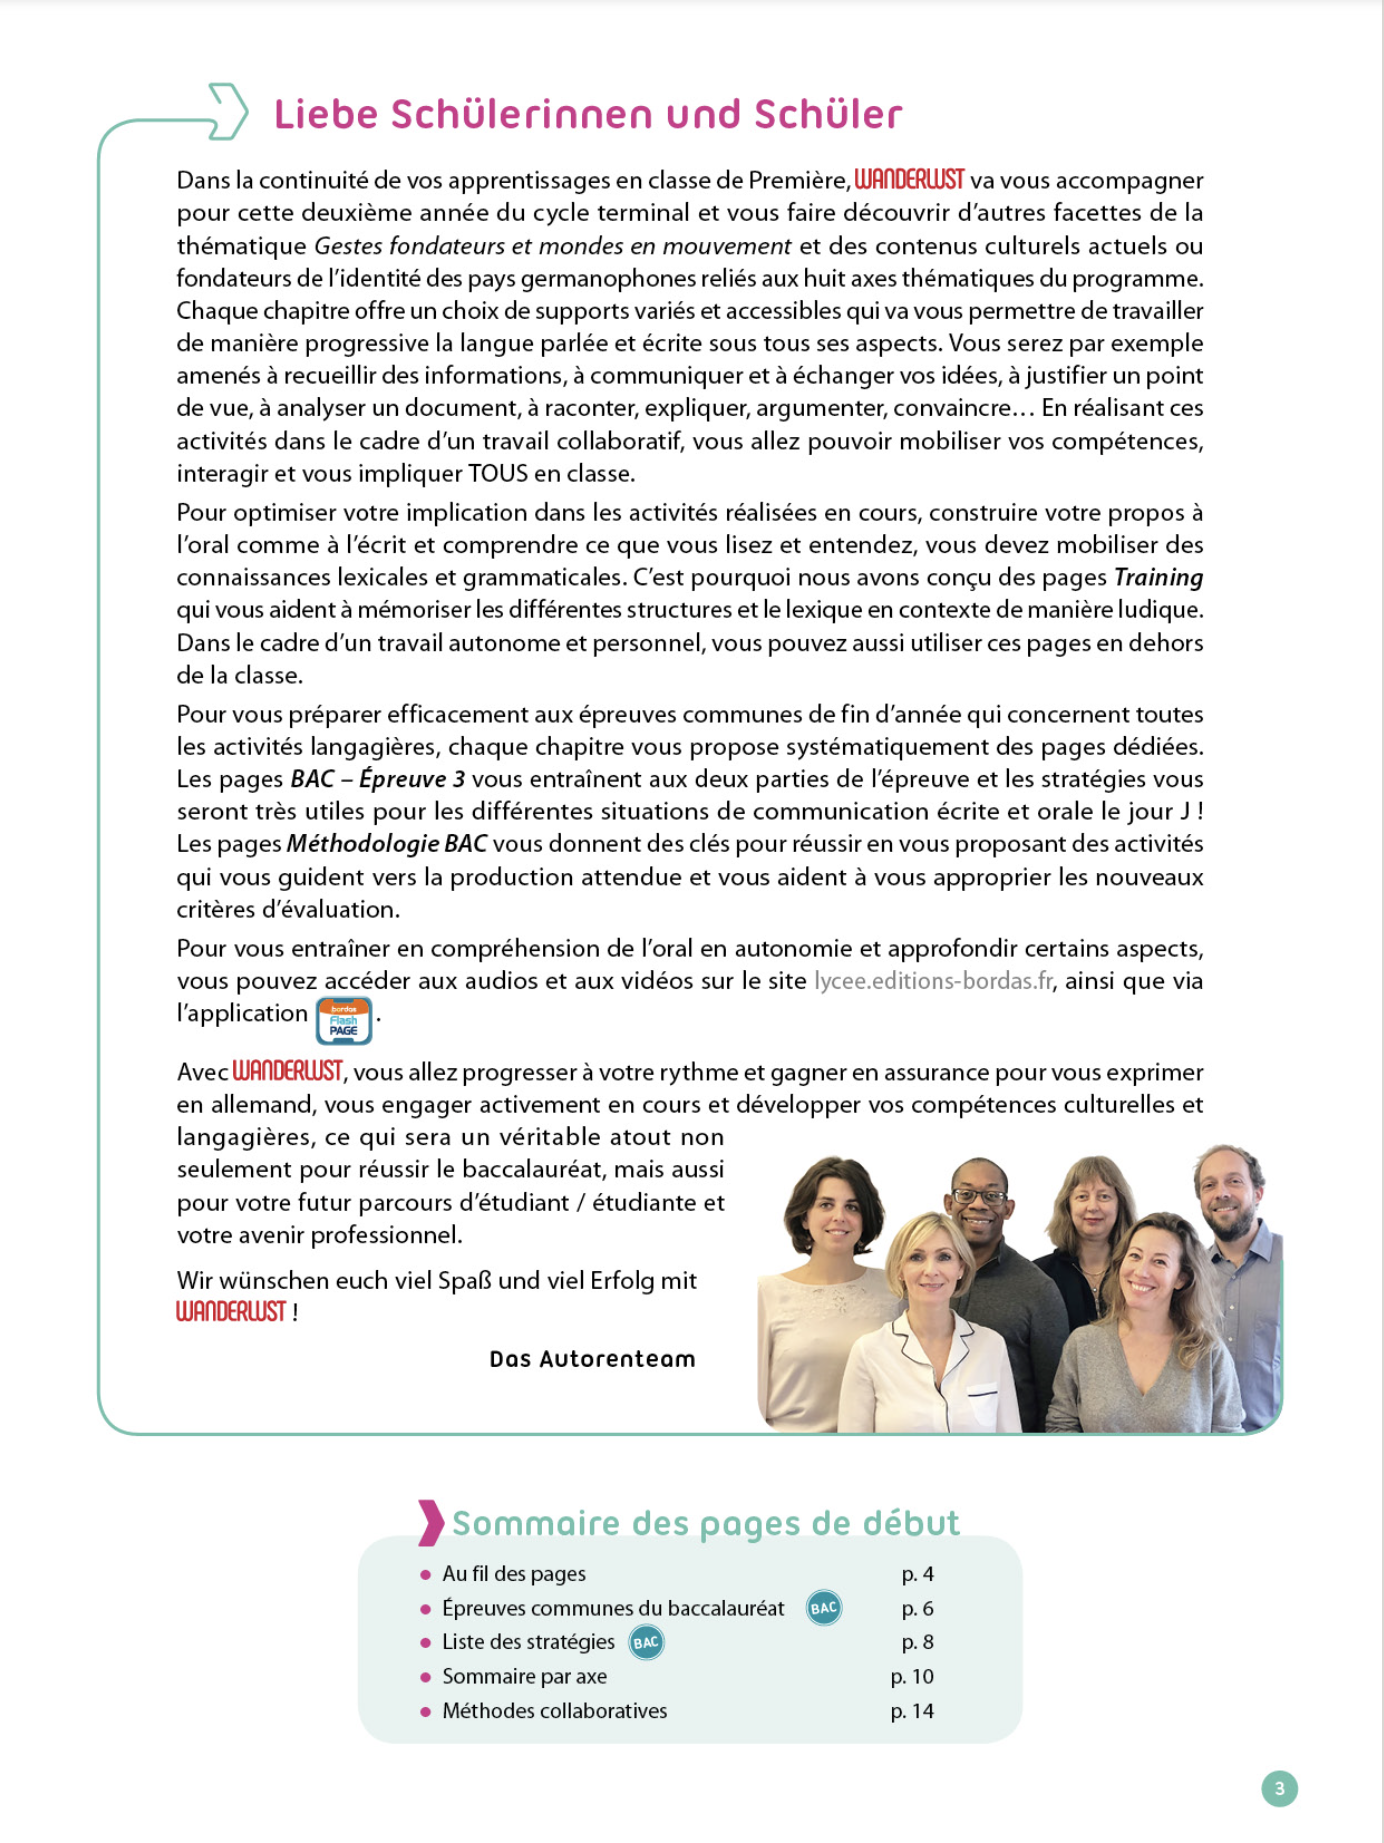 Liebe Schülerinnen und Schüler
Dans la continuité de vos apprentissages en classe de Première, WANDERLUST va vous accompagner
pour cette deuxième année du cycle terminal et vous faire découvrir d’autres facettes de la
thématique Gestes fondateurs et mondes en mouvement et des contenus culturels actuels ou
fondateurs de l’identité des pays germanophones reliés aux huit axes thématiques du programme.
Chaque chapitre offre un choix de supports variés et accessibles qui va vous permettre de travailler
de manière progressive la langue parlée et écrite sous tous ses aspects. Vous serez par exemple
amenés à recueillir des informations, à communiquer et à échanger vos idées, à justifier un point
de vue, à analyser un document, à raconter, expliquer, argumenter, convaincre… En réalisant ces
activités dans le cadre d’un travail collaboratif, vous allez pouvoir mobiliser vos compétences,
interagir et vous impliquer TOUS en classe.
Pour optimiser votre implication dans les activités réalisées en cours, construire votre propos à
l’oral comme à l’écrit et comprendre ce que vous lisez et entendez, vous devez mobiliser des
connaissances lexicales et grammaticales. C’est pourquoi nous avons conçu des pages Training
qui vous aident à mémoriser les différentes structures et le lexique en contexte de manière ludique.
Dans le cadre d’un travail autonome et personnel, vous pouvez aussi utiliser ces pages en dehors
de la classe.
Pour vous préparer efficacement aux épreuves communes de fin d’année qui concernent toutes
les activités langagières, chaque chapitre vous propose systématiquement des pages dédiées.
Les pages BAC – Épreuve 3 vous entraînent aux deux parties de l’épreuve et les stratégies vous
seront très utiles pour les différentes situations de communication écrite et orale le jour J !
Les pages Méthodologie BAC vous donnent des clés pour réussir en vous proposant des activités
qui vous guident vers la production attendue et vous aident à vous approprier les nouveaux
critères d’évaluation.
Pour vous entraîner en compréhension de l’oral en autonomie et approfondir certains aspects,
vous pouvez accéder aux audios et aux vidéos sur le site lycee.editions-bordas.fr, ainsi que via
l’application bordas Flash PAGE .
Avec WANDERLUST, vous allez progresser à votre rythme et gagner en assurance pour vous exprimer
en allemand, vous engager activement en cours et développer vos compétences culturelles et
langagières, ce qui sera un véritable atout non
seulement pour réussir le baccalauréat, mais aussi
pour votre futur parcours d’étudiant / étudiante et
votre avenir professionnel.
Wir wünschen euch viel Spaß und viel Erfolg mit
WANDERLUST !
Das Autorenteam
Sommaire des pages de début
• Au fil des pages p. 4
• Épreuves communes du baccalauréat BAC p. 6
• Liste des stratégies BAC p. 8
• Sommaire par axe p. 10
• Méthodes collaboratives p. 14
3